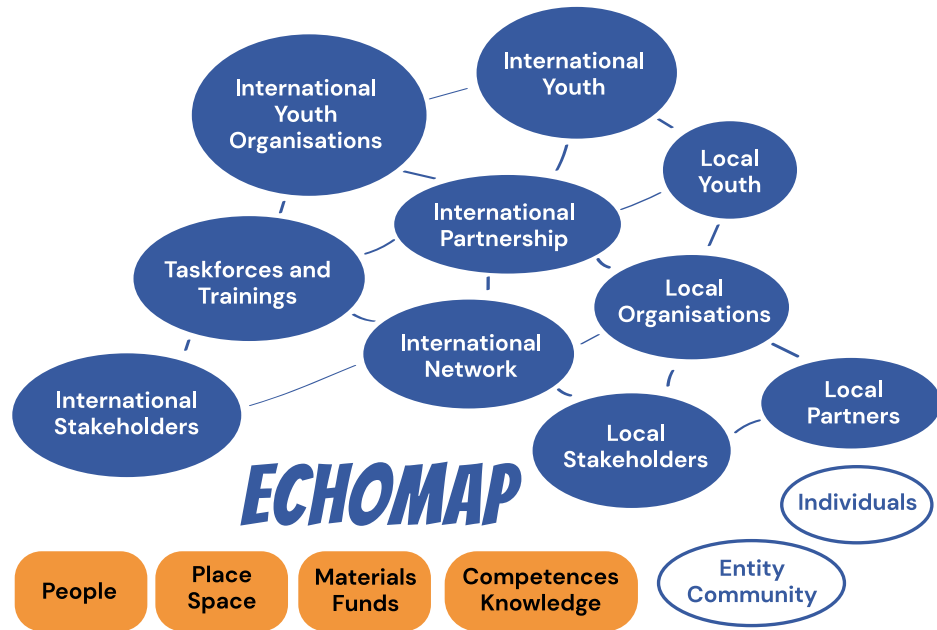 International
Youth
Organisations
International
Youth
Local
Youth
International
Partnership
Taskforces and
Trainings
Local
Organisations
International
Network
International
Stakeholders
Local
Partners
Local
Stakeholders
ECHOMAP
Individuals
People
Place
Space
Materials
Funds
Competences
Knowledge
Entity
Community